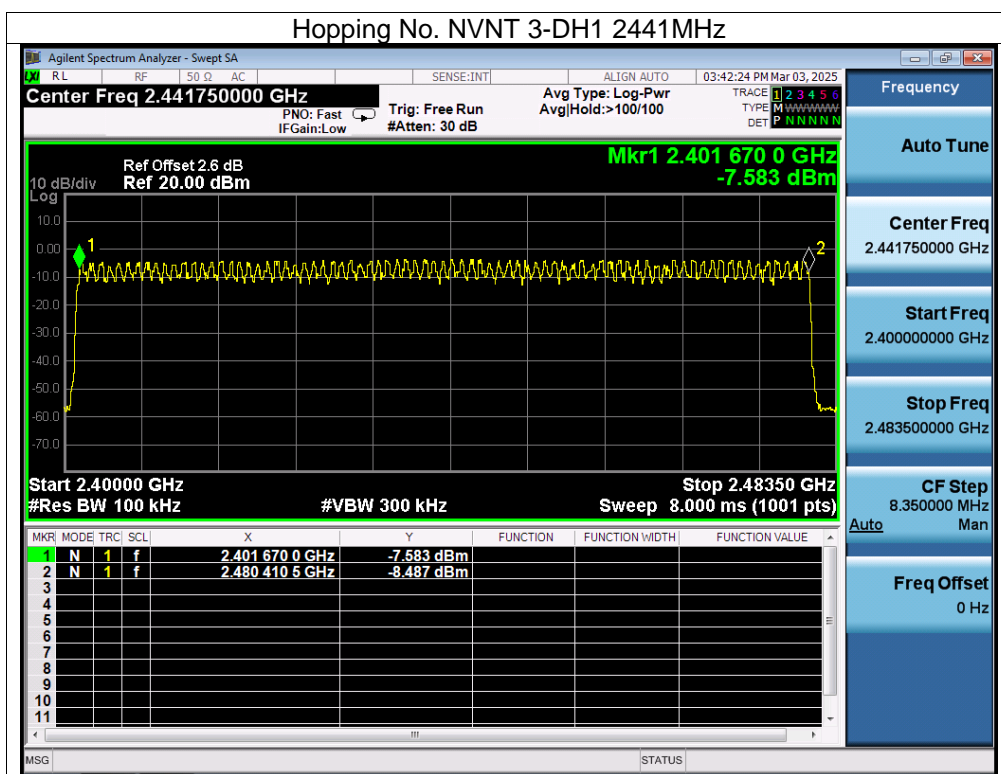 Hopping No. NVNT 3-DH1 2441MHz
Agilent Spectrum Analyzer - Swept SA
LXI RL RF 50 Ω AC SENSE:INT ALIGN AUTO 03:42:24 PM Mar 03, 2025
Center Freq 2.441750000 GHz
PNO: Fast
IFGain:Low
Trig: Free Run
#Atten: 30 dB
Avg Type: Log-Pwr
Avg|Hold:>100/100
TRACE 1 2 3 4 5 6
TYPE M WWWWW
DET P N N N N N
Ref Offset 2.6 dB
10 dB/div Ref 20.00 dBm
Log
Mkr1 2.401 670 0 GHz
-7.583 dBm
10.0
0.00
-10.0
-20.0
-30.0
-40.0
-50.0
-60.0
-70.0
1
2
Start 2.40000 GHz Stop 2.48350 GHz
#Res BW 100 kHz #VBW 300 kHz Sweep 8.000 ms (1001 pts)
MKR MODE TRC SCL X Y FUNCTION FUNCTION WIDTH FUNCTION VALUE
1 N 1 f 2.401 670 0 GHz -7.583 dBm
2 N 1 f 2.480 410 5 GHz -8.487 dBm
3
4
5
6
7
8
9
10
11
MSG STATUS
Frequency
Auto Tune
Center Freq
2.441750000 GHz
Start Freq
2.400000000 GHz
Stop Freq
2.483500000 GHz
CF Step
8.350000 MHz
Auto Man
Freq Offset
0 Hz